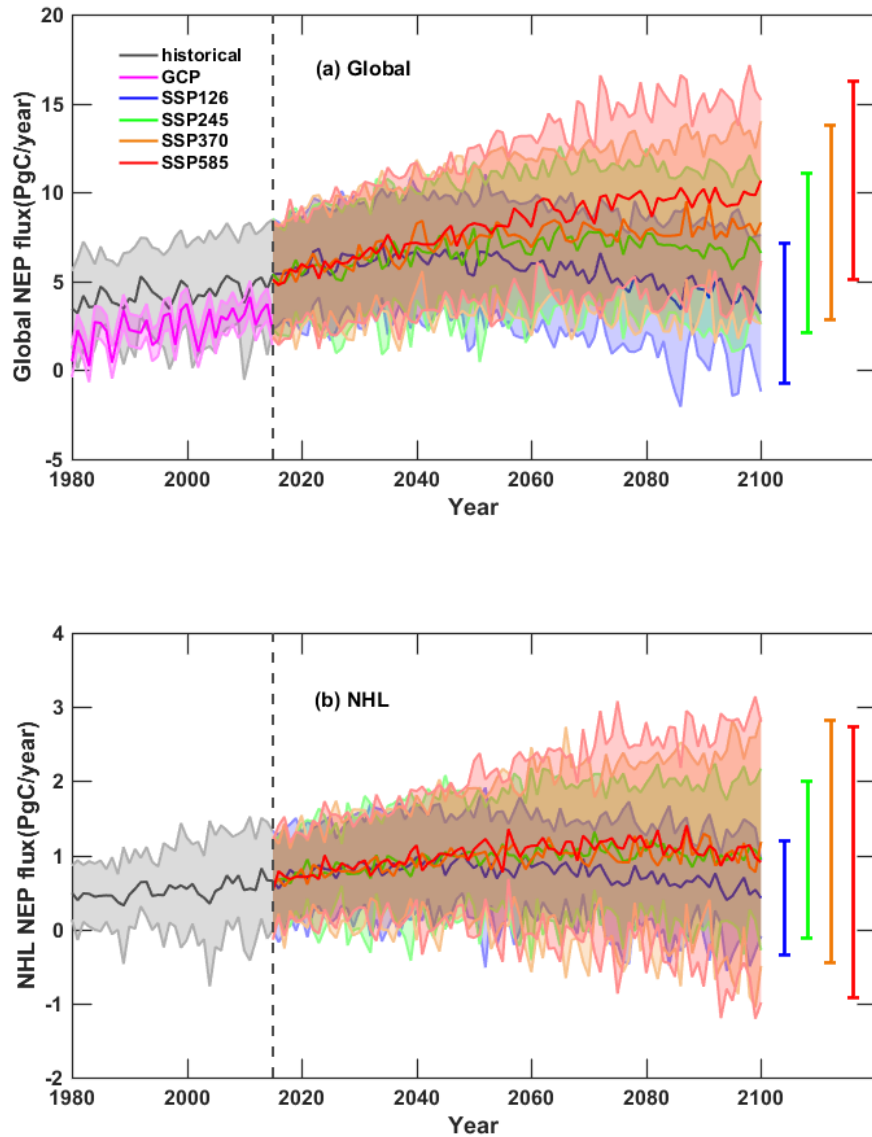 20
15
10
5
0
-5
Global NEP flux(PgC/year)
historical
GCP
SSP126
SSP245
SSP370
SSP585
(a) Global
1980 2000 2020 2040 2060 2080 2100
Year
4
3
2
1
0
-1
-2
NHL NEP flux(PgC/year)
(b) NHL
1980 2000 2020 2040 2060 2080 2100
Year